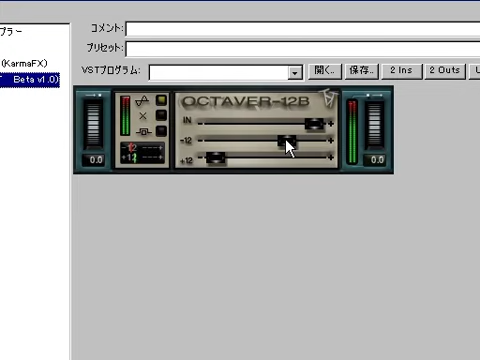 プラー
コメント:
プリセット:
(KarmaFX)
Beta v1.0)
VSTプログラム:
開く..
保存..
2 Ins
2 Outs
OCTAVER-12B
IN
-12
+12
-12
+12
0.0
0.0